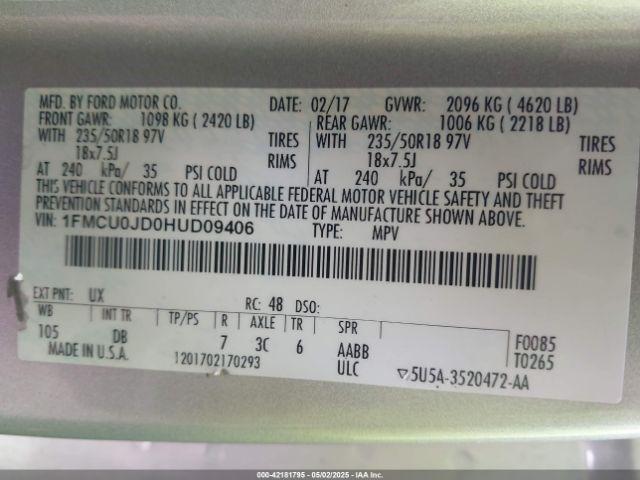 MFD. BY FORD MOTOR CO. DATE: 02/17 GVWR: 2096 KG ( 4620 LB)
FRONT GAWR: 1098 KG ( 2420 LB) REAR GAWR: 1006 KG ( 2218 LB)
WITH 235/50R18 97V TIRES WITH 235/50R18 97V TIRES
18x7.5J RIMS 18x7.5J RIMS
AT 240 kPa/ 35 PSI COLD AT 240 kPa/ 35 PSI COLD
THIS VEHICLE CONFORMS TO ALL APPLICABLE FEDERAL MOTOR VEHICLE SAFETY AND THEFT
PREVENTION STANDARDS IN EFFECT ON THE DATE OF MANUFACTURE SHOWN ABOVE.
VIN: 1FMCU0JD0HUD09406 TYPE: MPV
EXT PNT: UX RC: 48 DSO:
WB INT TR TP/PS R AXLE TR SPR
105 DB 7 3C 6 AABB F0085
MADE IN U.S.A. 1201702170293 ULC T0265
▽5U5A-3520472-AA
000-42181795 - 05/02/2025 - IAA Inc.